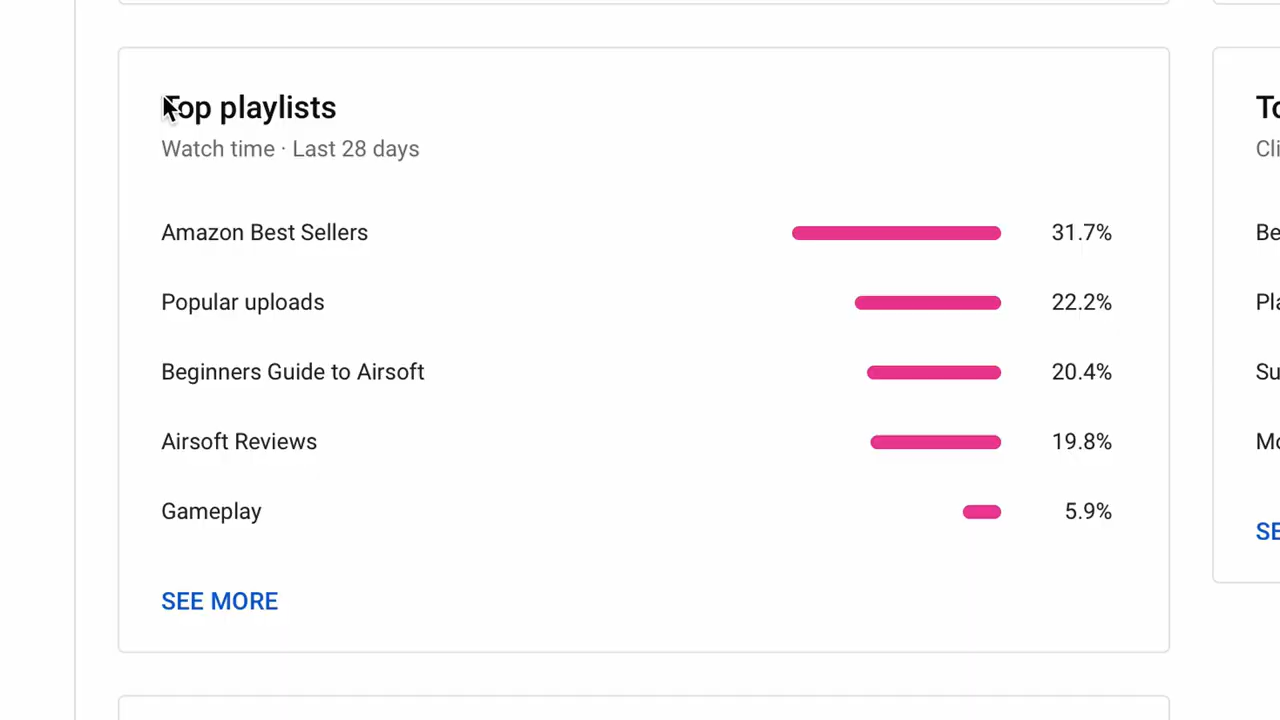 Top playlists
Watch time · Last 28 days
Amazon Best Sellers 31.7%
Popular uploads 22.2%
Beginners Guide to Airsoft 20.4%
Airsoft Reviews 19.8%
Gameplay 5.9%
SEE MORE